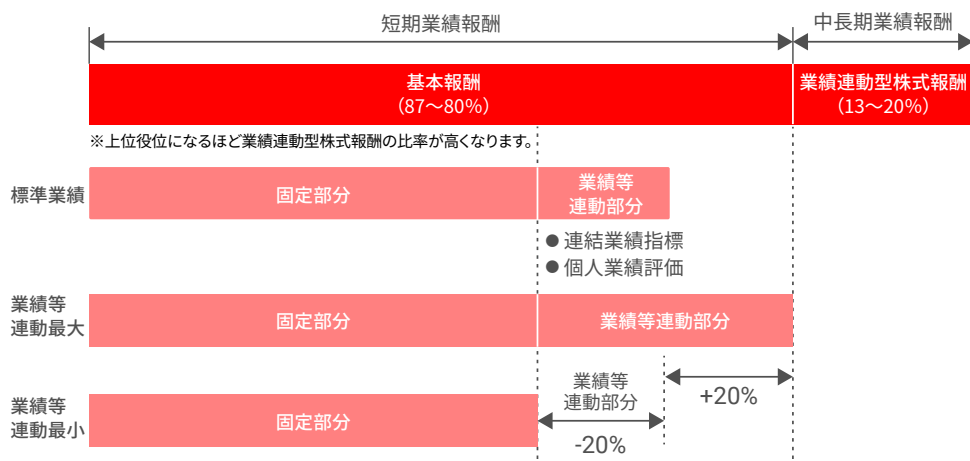 短期業績報酬
中長期業績報酬
基本報酬
（87～80%）
業績連動型株式報酬
（13～20%）
※上位役位になるほど業績連動型株式報酬の比率が高くなります。
標準業績
固定部分
業績等
連動部分
● 連結業績指標
● 個人業績評価
業績等
連動最大
固定部分
業績等連動部分
業績等
連動最小
固定部分
業績等
連動部分
-20%
+20%